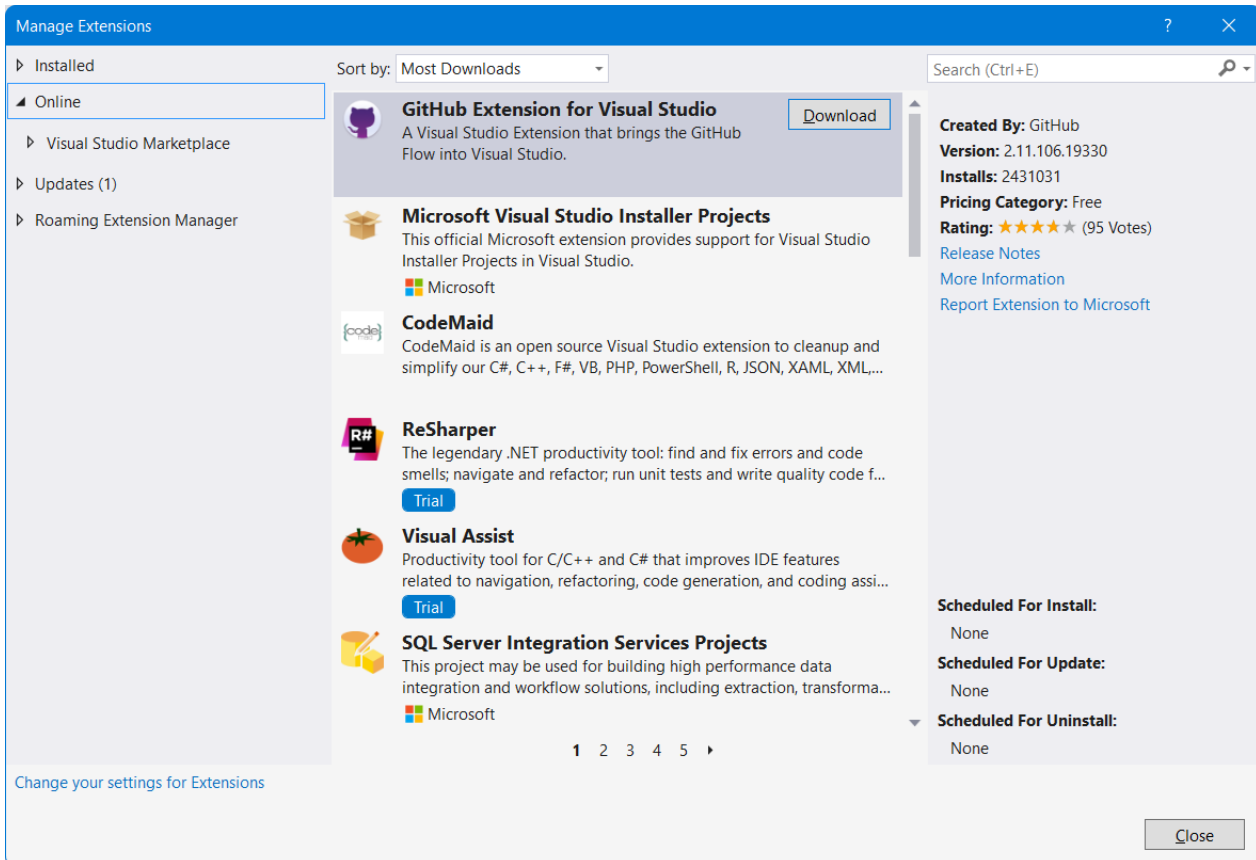 Manage Extensions
?
Installed
Online
Visual Studio Marketplace
Updates (1)
Roaming Extension Manager
Change your settings for Extensions
Sort by: Most Downloads
GitHub Extension for Visual Studio
Download
A Visual Studio Extension that brings the GitHub
Flow into Visual Studio.
Microsoft Visual Studio Installer Projects
This official Microsoft extension provides support for Visual Studio
Installer Projects in Visual Studio.
Microsoft
{code}
CodeMaid
CodeMaid is an open source Visual Studio extension to cleanup and
simplify our C#, C++, F#, VB, PHP, PowerShell, R, JSON, XAML, XML,...
R#
ReSharper
The legendary .NET productivity tool: find and fix errors and code
smells; navigate and refactor; run unit tests and write quality code f...
Trial
Visual Assist
Productivity tool for C/C++ and C# that improves IDE features
related to navigation, refactoring, code generation, and coding assi...
Trial
SQL Server Integration Services Projects
This project may be used for building high performance data
integration and workflow solutions, including extraction, transforma...
Microsoft
1 2 3 4 5
Search (Ctrl+E)
Created By: GitHub
Version: 2.11.106.19330
Installs: 2431031
Pricing Category: Free
Rating: ★★★★★ (95 Votes)
Release Notes
More Information
Report Extension to Microsoft
Scheduled For Install:
None
Scheduled For Update:
None
Scheduled For Uninstall:
None
Close